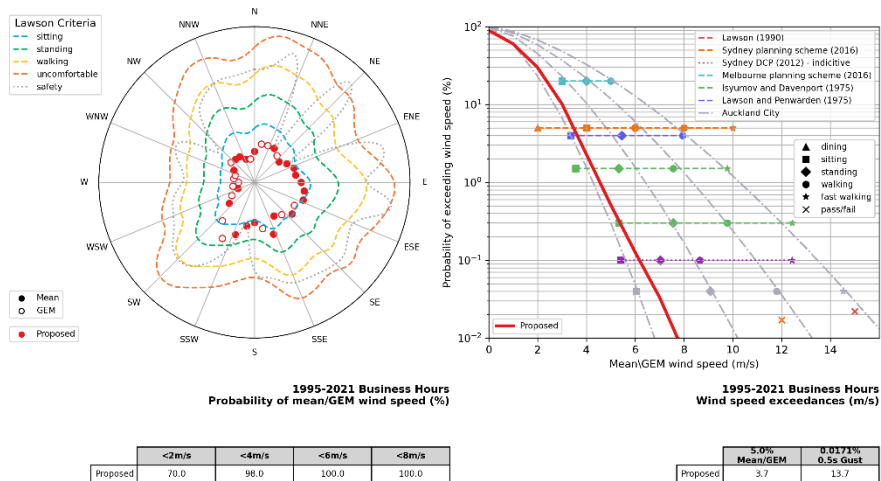 Lawson Criteria
sitting
standing
walking
uncomfortable
safety
N
NNE
ENE
E
ESE
SE
SSE
S
SSW
SW
WSW
W
WNW
NW
NNW
Mean
GEM
Proposed
1995-2021 Business Hours
Probability of mean/GEM wind speed (%)
<2m/s <4m/s <6m/s <8m/s
Proposed 70.0 98.0 100.0 100.0
Probability of exceeding wind speed (%)
10²
10¹
10⁰
10⁻¹
10⁻²
0 2 4 6 8 10 12 14
Mean\GEM wind speed (m/s)
Lawson (1990)
Sydney planning scheme (2016)
Sydney DCP (2012) - indicitive
Melbourne planning scheme (2016)
Isyumov and Davenport (1975)
Lawson and Penwarden (1975)
Auckland City
dining
sitting
standing
walking
fast walking
pass/fail
Proposed
1995-2021 Business Hours
Wind speed exceedances (m/s)
5.0% 0.0171%
Mean/GEM 0.5s Gust
Proposed 3.7 13.7